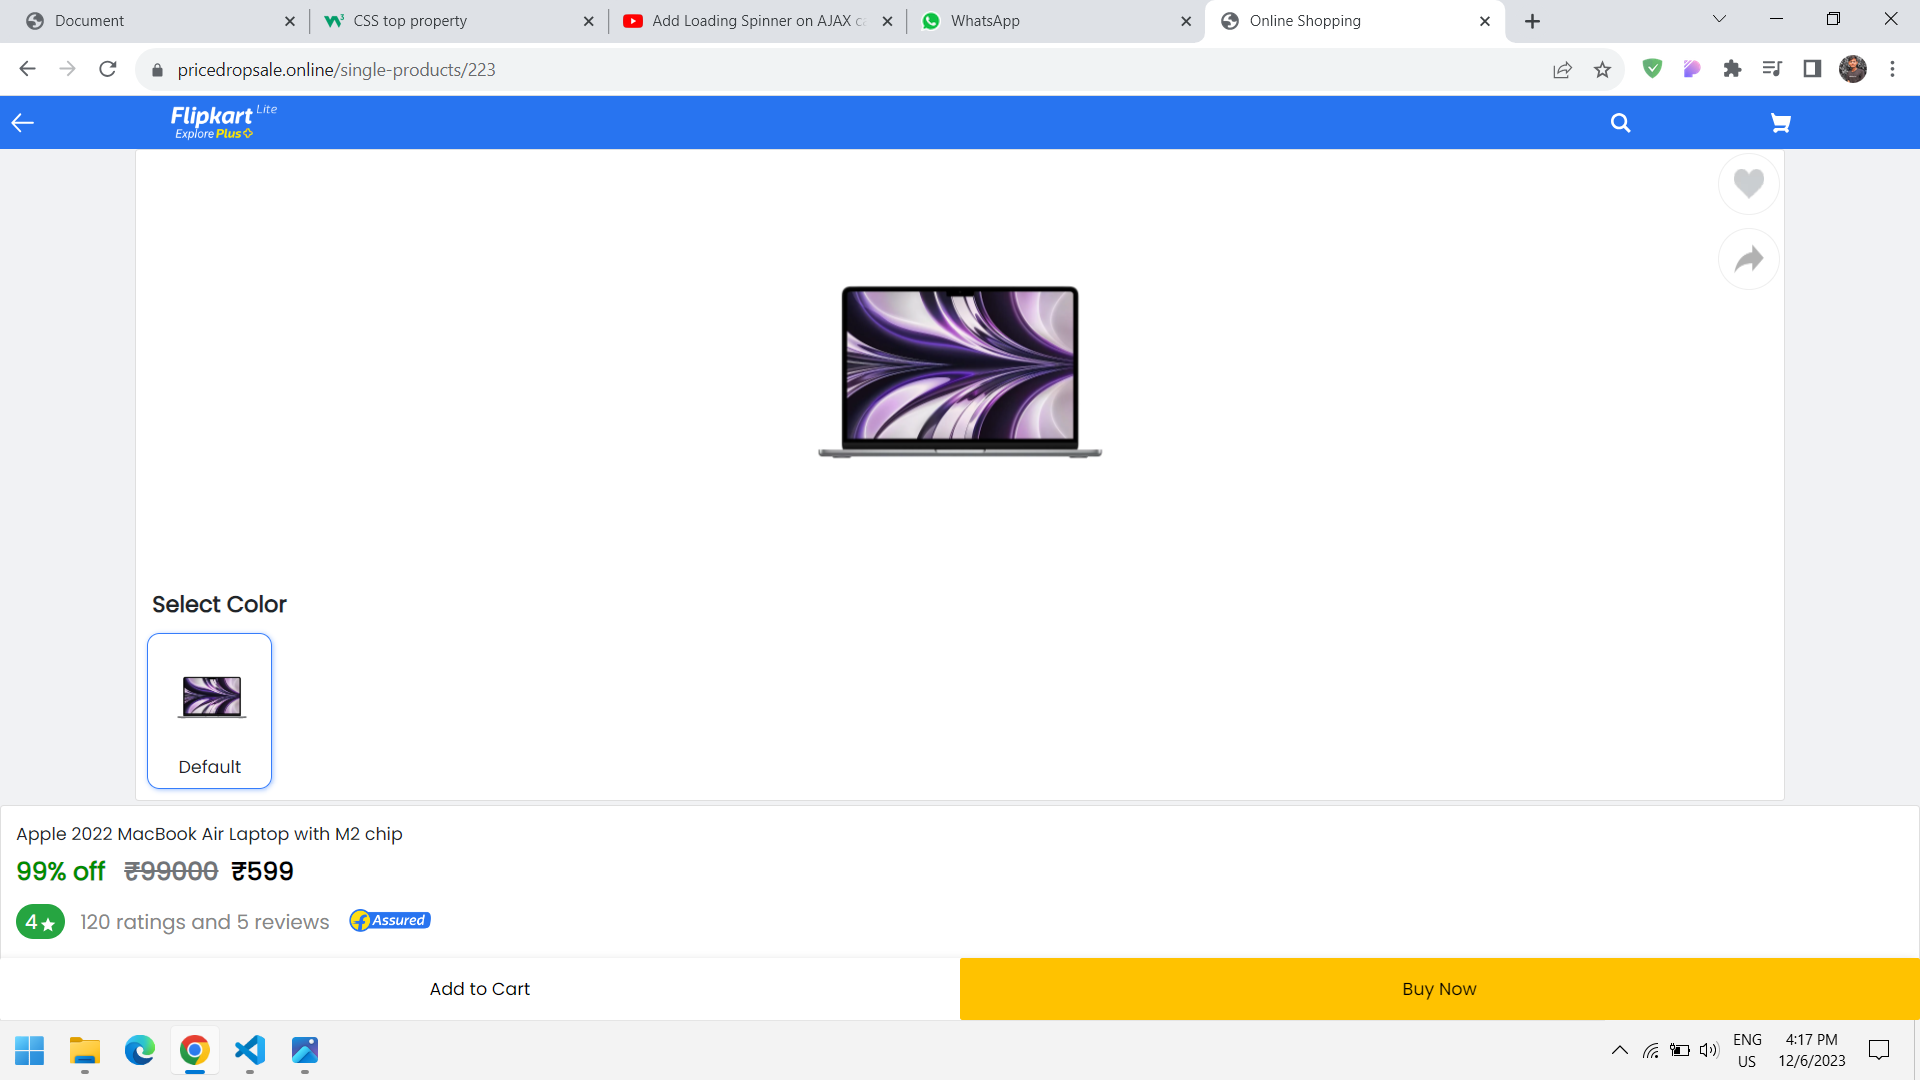 Document
CSS top property
Add Loading Spinner on AJAX ca
WhatsApp
Online Shopping
pricedropsale.online/single-products/223
Flipkart Lite
Explore Plus
Select Color
Default
Apple 2022 MacBook Air Laptop with M2 chip
99% off ₹99000 ₹599
4 120 ratings and 5 reviews Assured
Add to Cart
Buy Now
ENG
US
4:17 PM
12/6/2023